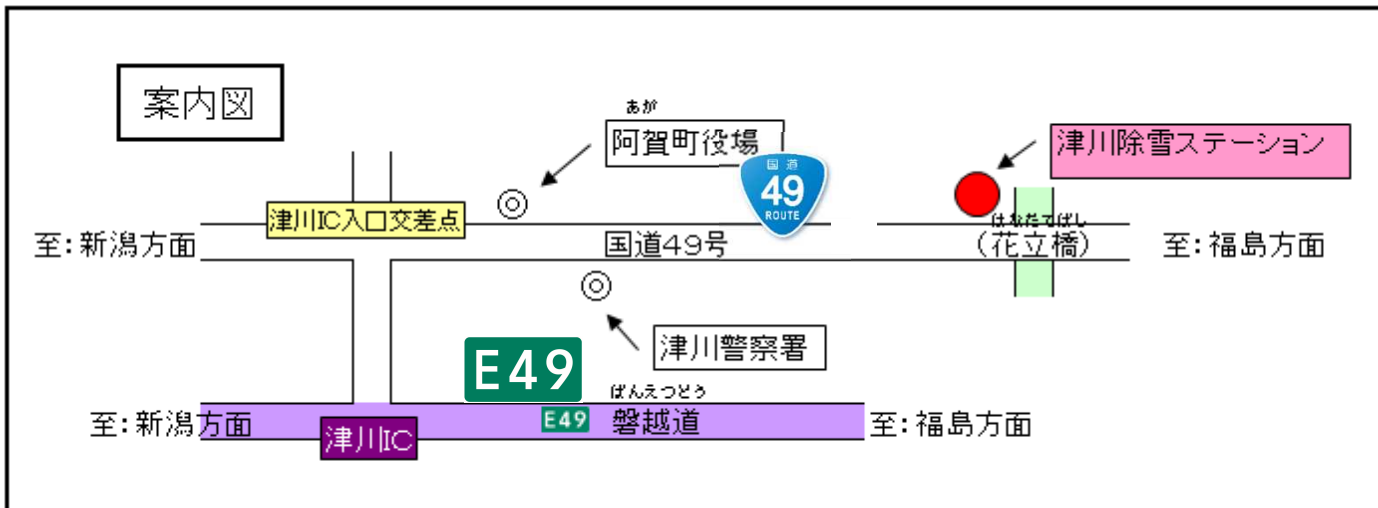 案内図
あが
阿賀町役場
津川除雪ステーション
国道
49
ROUTE
津川IC入口交差点
はなたてばし
至:新潟方面
国道49号
(花立橋)
至:福島方面
津川警察署
E49
ばんえつどう
至:新潟方面
E49
磐越道
至:福島方面
津川IC